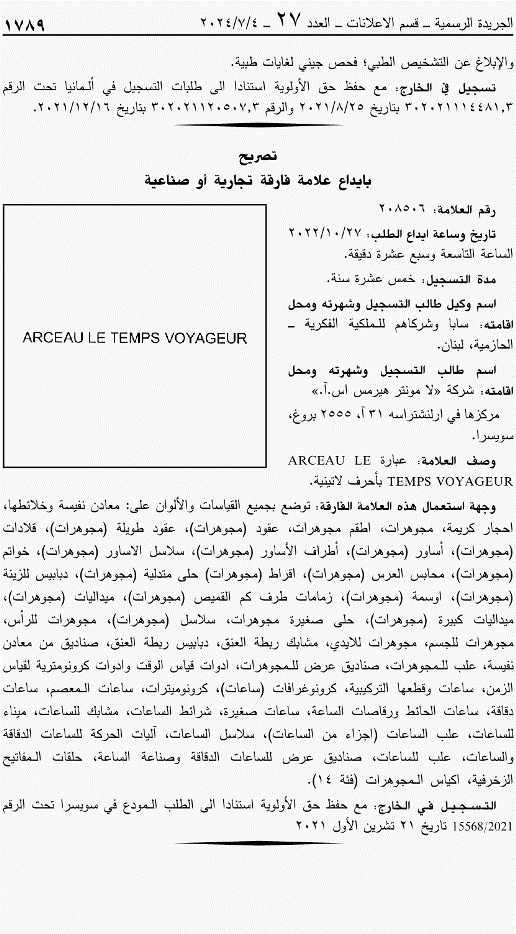 الجريدة الرسمية ــ قسم الاعلانات ــ العدد ٢٧ ــ ٢٠٢٤/٧/٤
١٧٨٩
والإبلاغ عن التشخيص الطبي؛ فحص جيني لغايات طبية.
تسجيل في الخارج: مع حفظ حق الأولوية استنادا الى طلبات التسجيل في ألمانيا تحت الرقم
٣٠٢٠٢١١١٤٤٨١,٣ بتاريخ ٢٠٢١/٨/٢٥ والرقم ٣٠٢٠٢١١٢٠٥٠٧,٣ بتاريخ ٢٠٢١/١٢/١٦.
تصريح
بايداع علامة فارقة تجارية أو صناعية
رقم العلامة: ٢٠٨٥٠٦
تاريخ وساعة ايداع الطلب: ٢٠٢٢/١٠/٢٧
الساعة التاسعة وسبع عشرة دقيقة.
مدة التسجيل: خمس عشرة سنة.
اسم وكيل طالب التسجيل وشهرته ومحل
اقامته: سابا وشركاهم للملكية الفكرية ــ
الحازمية، لبنان.
اسم طالب التسجيل وشهرته ومحل
اقامته: شركة «لا مونتر هيرمس اس.آ.»
مركزها في ارلنشتراسه ٣١ آ، ٢٥٥٥ بروغ،
سويسرا.
وصف العلامة: عبارة ARCEAU LE
TEMPS VOYAGEUR بأحرف لاتينية.
ARCEAU LE TEMPS VOYAGEUR
وجهة استعمال هذه العلامة الفارقة: توضع بجميع القياسات والألوان على: معادن نفيسة وخلائطها،
احجار كريمة، مجوهرات، اطقم مجوهرات، عقود (مجوهرات)، عقود طويلة (مجوهرات)، قلادات
(مجوهرات)، أساور (مجوهرات)، أطراف الأساور (مجوهرات)، سلاسل الاساور (مجوهرات)، خواتم
(مجوهرات)، محابس العرس (مجوهرات)، اقراط (مجوهرات) حلى متدلية (مجوهرات)، دبابيس للزينة
(مجوهرات)، اوسمة (مجوهرات)، زمامات طرف كم القميص (مجوهرات)، ميداليات (مجوهرات)،
ميداليات كبيرة (مجوهرات)، حلى صغيرة مجوهرات، سلاسل (مجوهرات)، مجوهرات للرأس،
مجوهرات للجسم، مجوهرات للايدي، مشابك ربطة العنق، دبابيس ربطة العنق، صناديق من معادن
نفيسة، علب للمجوهرات، صناديق عرض للمجوهرات، ادوات قياس الوقت وادوات كرونومترية لقياس
الزمن، ساعات وقطعها التركيبية، كرونوغرافات (ساعات)، كرونوميترات، ساعات المعصم، ساعات
دقاقة، ساعات الحائط ورقاصات الساعة، ساعات صغيرة، شرائط الساعات، مشابك للساعات، ميناء
للساعات، علب الساعات (اجزاء من الساعات)، سلاسل الساعات، آليات الحركة للساعات الدقاقة
والساعات، علب للساعات، صناديق عرض للساعات الدقاقة وصناعة الساعة، حلقات المفاتيح
الزخرفية، اكياس المجوهرات (فئة ١٤).
التسجيل في الخارج: مع حفظ حق الأولوية استنادا الى الطلب المودع في سويسرا تحت الرقم
15568/2021 تاريخ ٢١ تشرين الأول ٢٠٢١